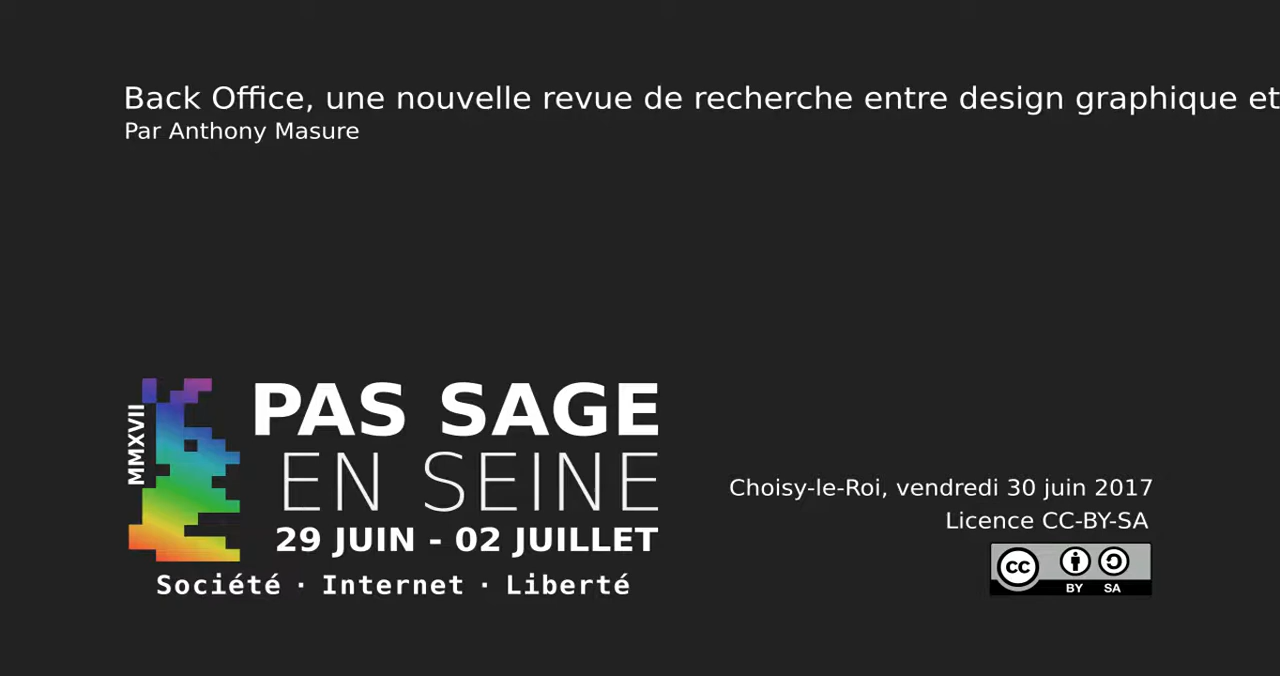 Back Office, une nouvelle revue de recherche entre design graphique et
Par Anthony Masure
MMXVII
PAS SAGE
EN SEINE
29 JUIN - 02 JUILLET
Société · Internet · Liberté
Choisy-le-Roi, vendredi 30 juin 2017
Licence CC-BY-SA
cc
BY SA